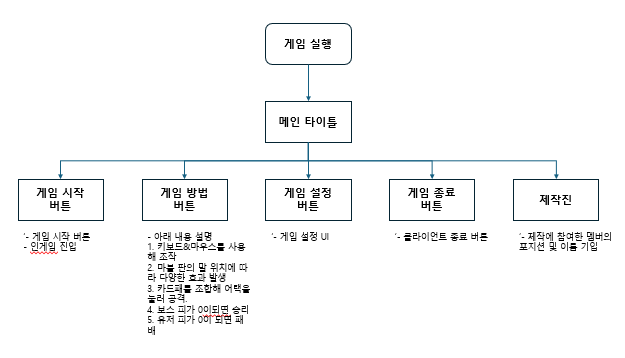 게임 실행
메인 타이틀
게임 시작
버튼
게임 방법
버튼
게임 설정
버튼
게임 종료
버튼
제작진
'- 게임 시작 버튼
- 인게임 진입
- 아래 내용 설명
1. 키보드&마우스를 사용
해 조작
2. 마블 판의 말 위치에 따
라 다양한 효과 발생
3. 카드패를 조합해 어택을
눌러 공격.
4. 보스 피가 0이되면 승리
5. 유저 피가 0이 되면 패
배
'- 게임 설정 UI
'- 클라이언트 종료 버튼
'- 제작에 참여한 멤버의
포지션 및 이름 기입